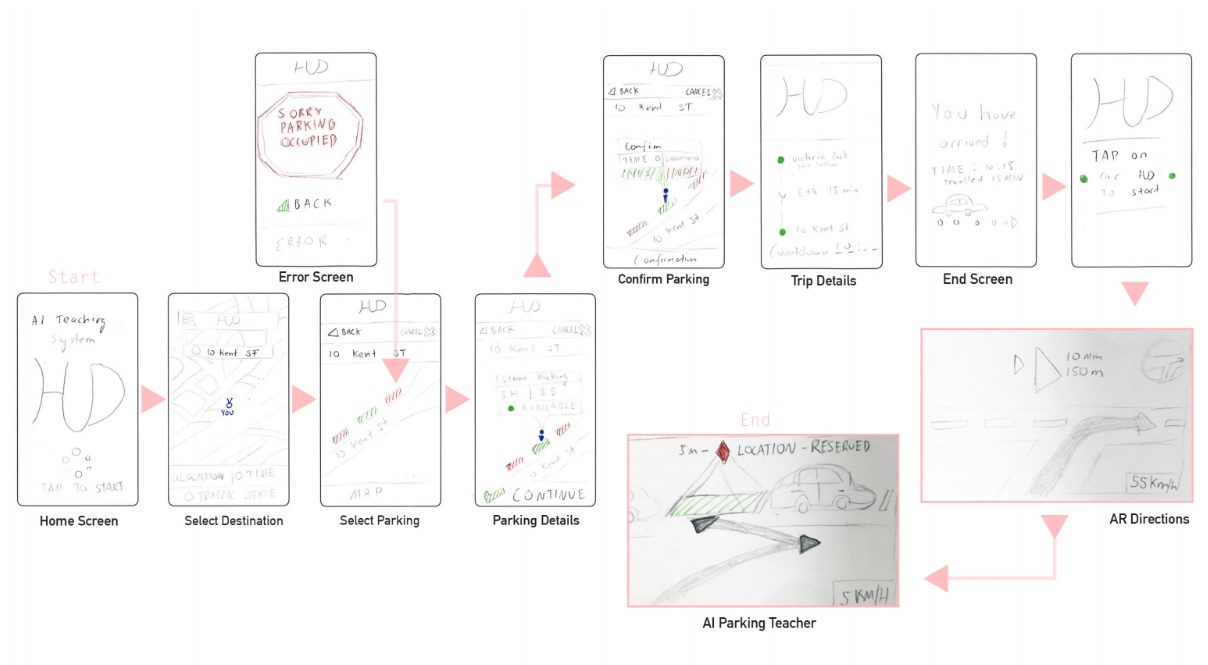 Start
AI Teaching
System
HUD
TAP TO START
Home Screen
HUD
10 Kent ST
YOU
LOCATION
TIME
TRAFFIC STATE
Select Destination
HUD
SORRY
PARKING
OCCUPIED
BACK
ERROR
Error Screen
HUD
BACK
CANCEL
10 Kent ST
10 Kent St
MAP
Select Parking
HUD
BACK
CANCEL
10 Kent ST
Parking
AVAILABLE
10 Kent St
CONTINUE
Parking Details
HUD
BACK
CANCEL
10 Kent ST
Confirm
TIME
LOCATION
10 Kent St
Confirmation
Confirm Parking
HUD
Victoria Park
your location
ETA 15 min
10 Kent St
Countdown
Trip Details
You have
arrived!
TIME: 10:15
travelled 15 MIN
End Screen
HUD
TAP on
car HUD
TO start
10 Min
150m
55 Km/h
AR Directions
End
5m - LOCATION - RESERVED
5 KM/H
AI Parking Teacher